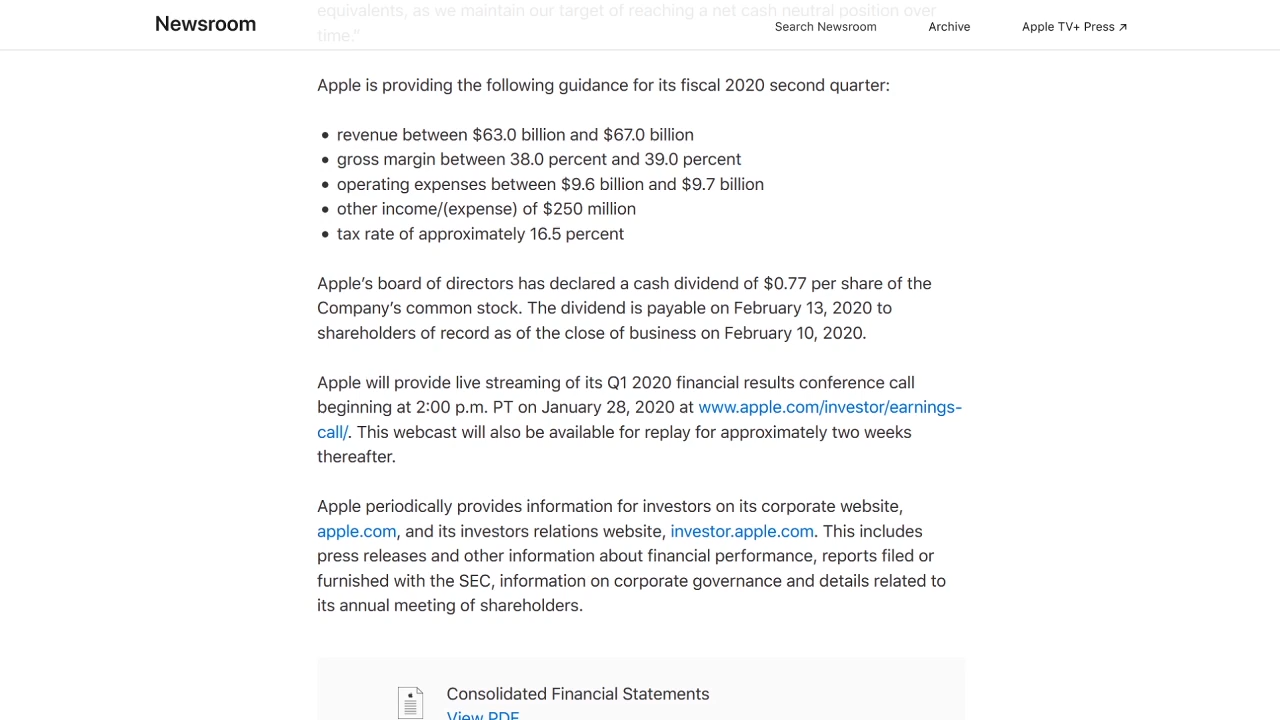 equivalents, as we maintain our target of reaching a net cash neutral position over
time.”
Newsroom
Search Newsroom
Archive
Apple TV+ Press ↗
Apple is providing the following guidance for its fiscal 2020 second quarter:
• revenue between $63.0 billion and $67.0 billion
• gross margin between 38.0 percent and 39.0 percent
• operating expenses between $9.6 billion and $9.7 billion
• other income/(expense) of $250 million
• tax rate of approximately 16.5 percent
Apple’s board of directors has declared a cash dividend of $0.77 per share of the
Company’s common stock. The dividend is payable on February 13, 2020 to
shareholders of record as of the close of business on February 10, 2020.
Apple will provide live streaming of its Q1 2020 financial results conference call
beginning at 2:00 p.m. PT on January 28, 2020 at www.apple.com/investor/earnings-
call/. This webcast will also be available for replay for approximately two weeks
thereafter.
Apple periodically provides information for investors on its corporate website,
apple.com, and its investors relations website, investor.apple.com. This includes
press releases and other information about financial performance, reports filed or
furnished with the SEC, information on corporate governance and details related to
its annual meeting of shareholders.
Consolidated Financial Statements
View PDF